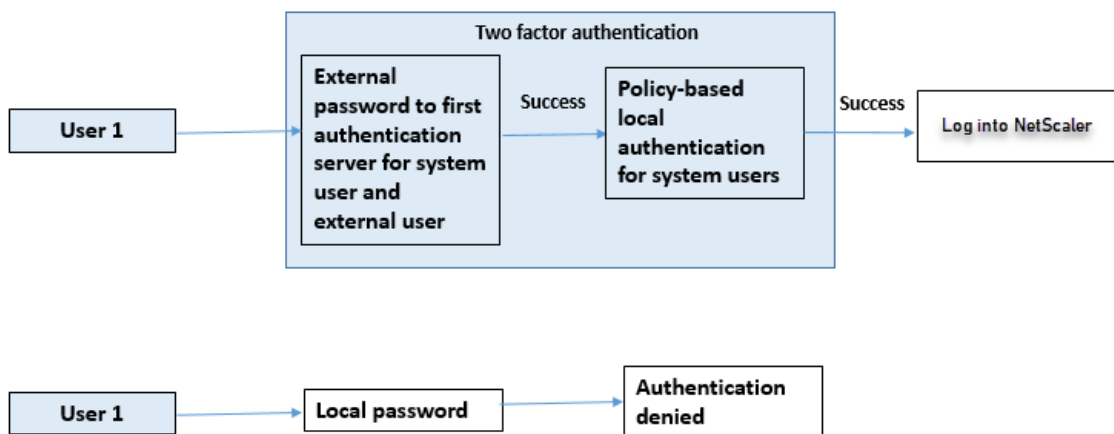 Two factor authentication
User 1
External
password to first
authentication
server for system
user and
external user
Success
Policy-based
local
authentication
for system users
Success
Log into NetScaler
User 1
Local password
Authentication
denied